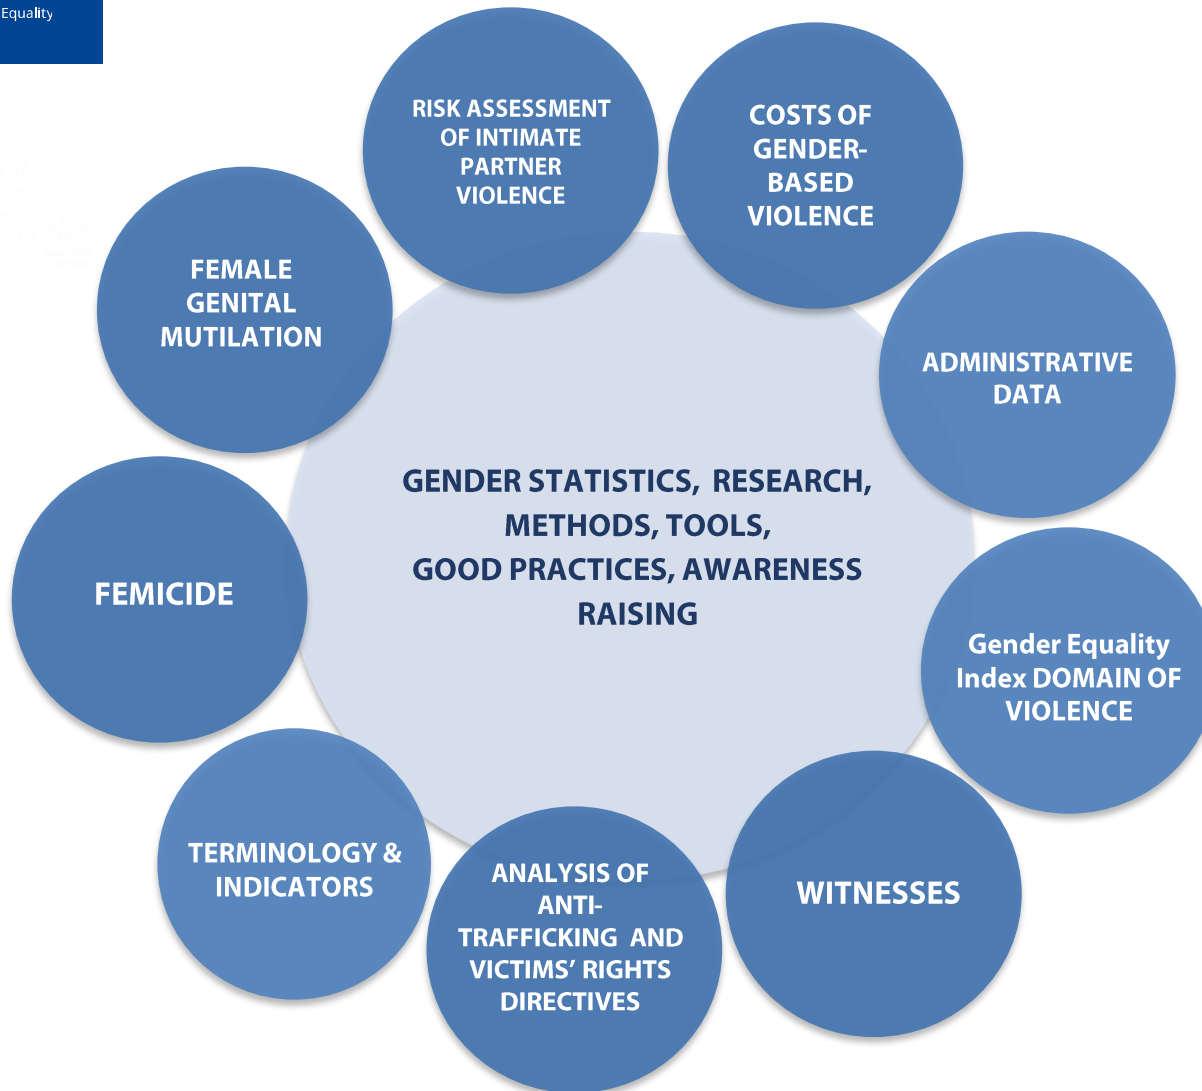 Equality
RISK ASSESSMENT
OF INTIMATE
PARTNER
VIOLENCE
COSTS OF
GENDER-
BASED
VIOLENCE
FEMALE
GENITAL
MUTILATION
ADMINISTRATIVE
DATA
GENDER STATISTICS, RESEARCH,
METHODS, TOOLS,
GOOD PRACTICES, AWARENESS
RAISING
FEMICIDE
Gender Equality
Index DOMAIN OF
VIOLENCE
TERMINOLOGY &
INDICATORS
ANALYSIS OF
ANTI-
TRAFFICKING AND
VICTIMS’ RIGHTS
DIRECTIVES
WITNESSES